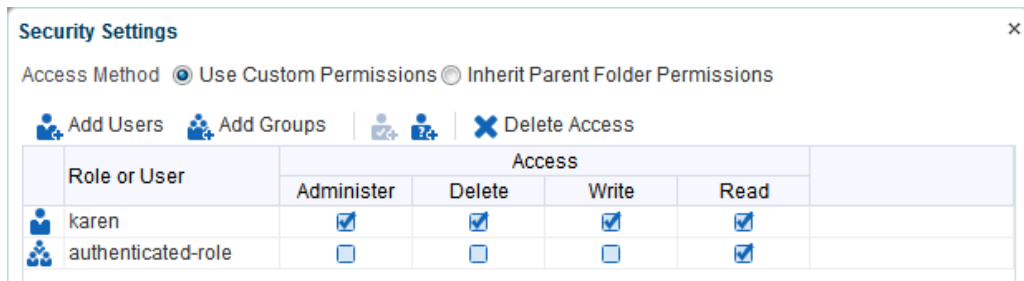 Security Settings
Access Method Use Custom Permissions Inherit Parent Folder Permissions
Add Users Add Groups Delete Access
Role or User Access
Administer Delete Write Read
karen
authenticated-role